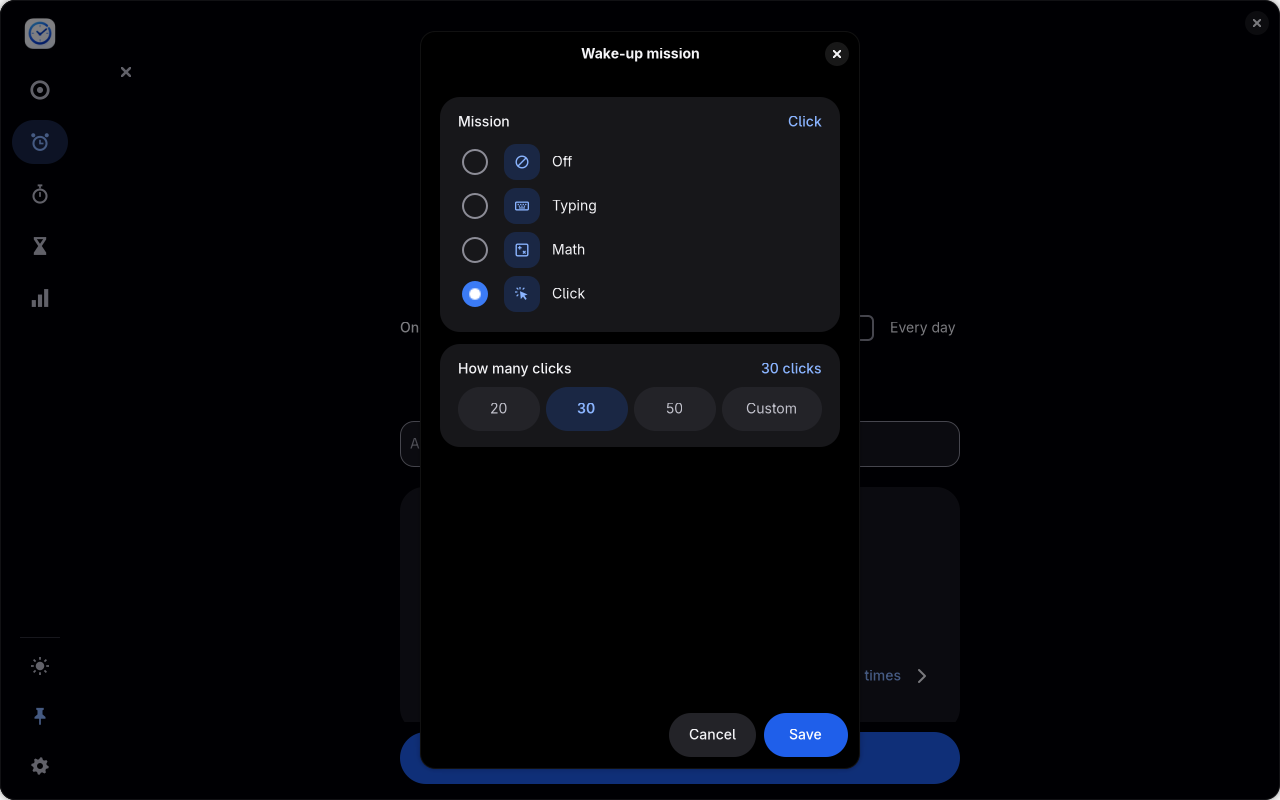 Wake-up mission
Mission
Click
Off
Typing
Math
Click
On
Every day
How many clicks
30 clicks
20
30
50
Custom
A
times
Cancel
Save